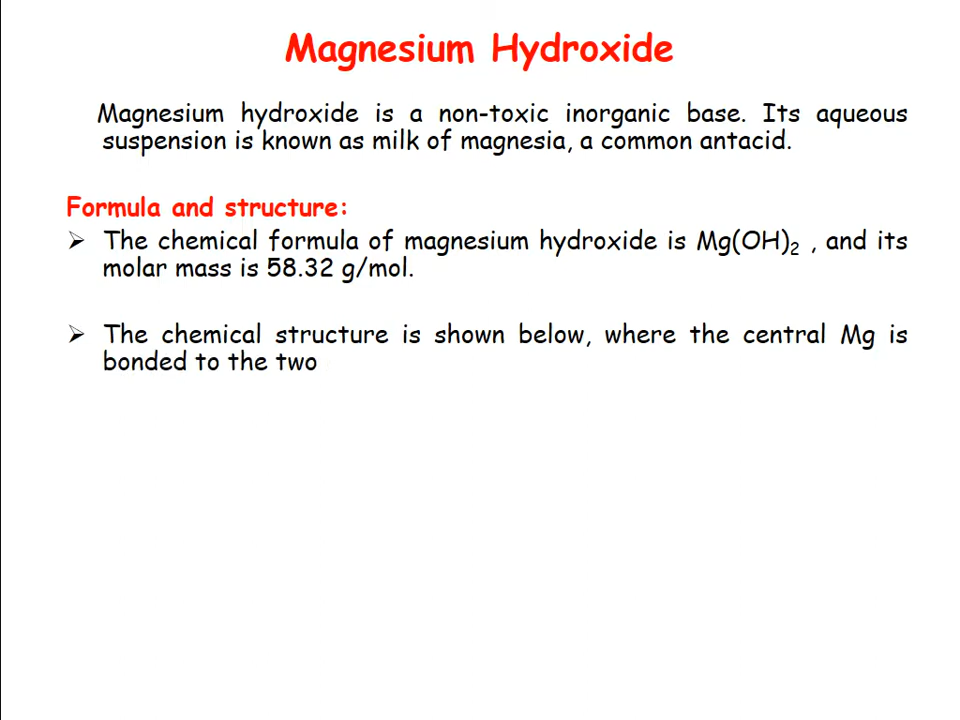 Magnesium Hydroxide
Magnesium hydroxide is a non-toxic inorganic base. Its aqueous
suspension is known as milk of magnesia, a common antacid.
Formula and structure:
➢ The chemical formula of magnesium hydroxide is Mg(OH)₂ , and its
molar mass is 58.32 g/mol.
➢ The chemical structure is shown below, where the central Mg is
bonded to the two